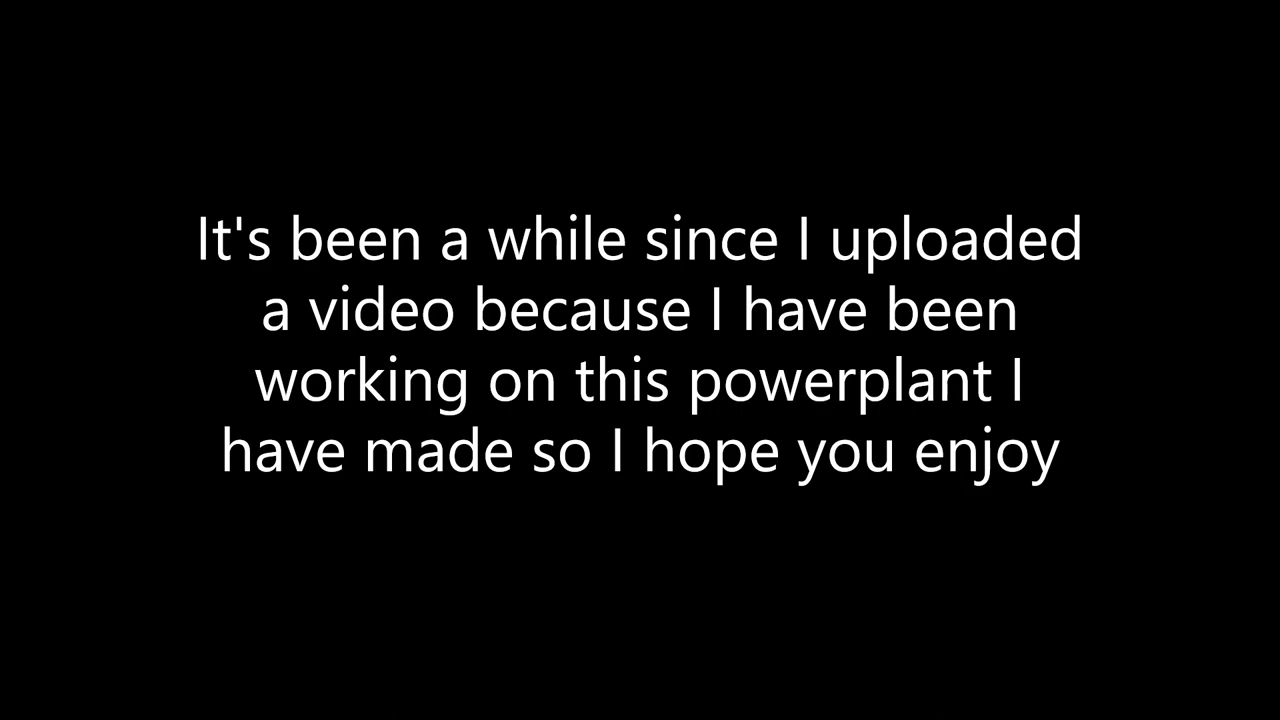 It's been a while since I uploaded
a video because I have been
working on this powerplant I
have made so I hope you enjoy